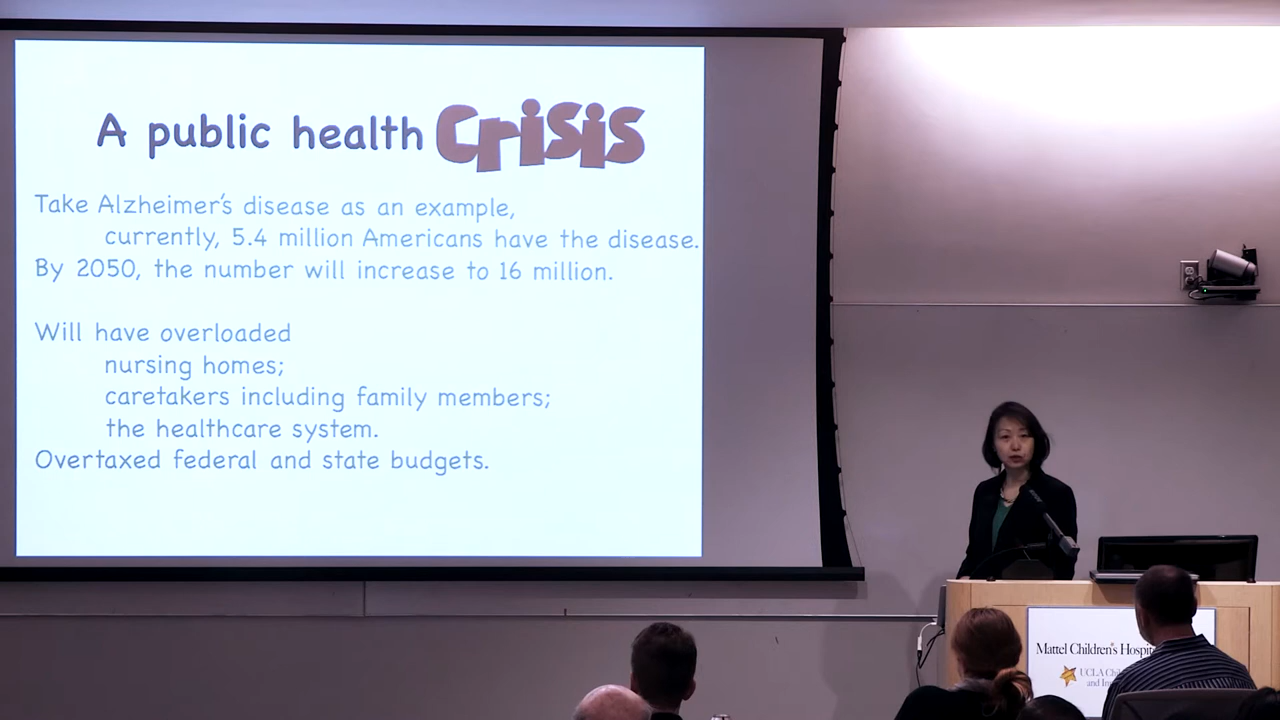 A public health Crisis
Take Alzheimer's disease as an example,
currently, 5.4 million Americans have the disease.
By 2050, the number will increase to 16 million.
Will have overloaded
nursing homes;
caretakers including family members;
the healthcare system.
Overtaxed federal and state budgets.
Mattel Children's
UCLA
and